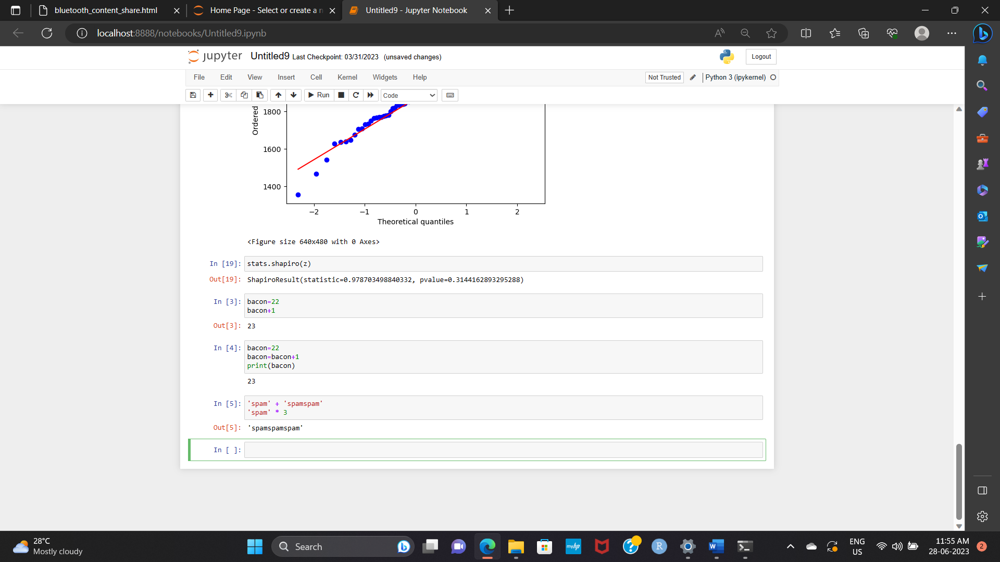 bluetooth_content_share.html
Home Page - Select or create a n
Untitled9 - Jupyter Notebook
localhost:8888/notebooks/Untitled9.ipynb
jupyter Untitled9 Last Checkpoint: 03/31/2023 (unsaved changes)
Logout
File Edit View Insert Cell Kernel Widgets Help
Not Trusted
Python 3 (ipykernel)
Run
Code
Ordered
1800
1600
1400
−2 −1 0 1 2
Theoretical quantiles
<Figure size 640x480 with 0 Axes>
In [19]: stats.shapiro(z)
Out[19]: ShapiroResult(statistic=0.978703498840332, pvalue=0.3144162893295288)
In [3]: bacon=22
bacon+1
Out[3]: 23
In [4]: bacon=22
bacon=bacon+1
print(bacon)
23
In [5]: 'spam' + 'spamspam'
'spam' * 3
Out[5]: 'spamspamspam'
In [ ]:
28°C
Mostly cloudy
Search
myhp
R
W
ENG
US
11:55 AM
28-06-2023
2